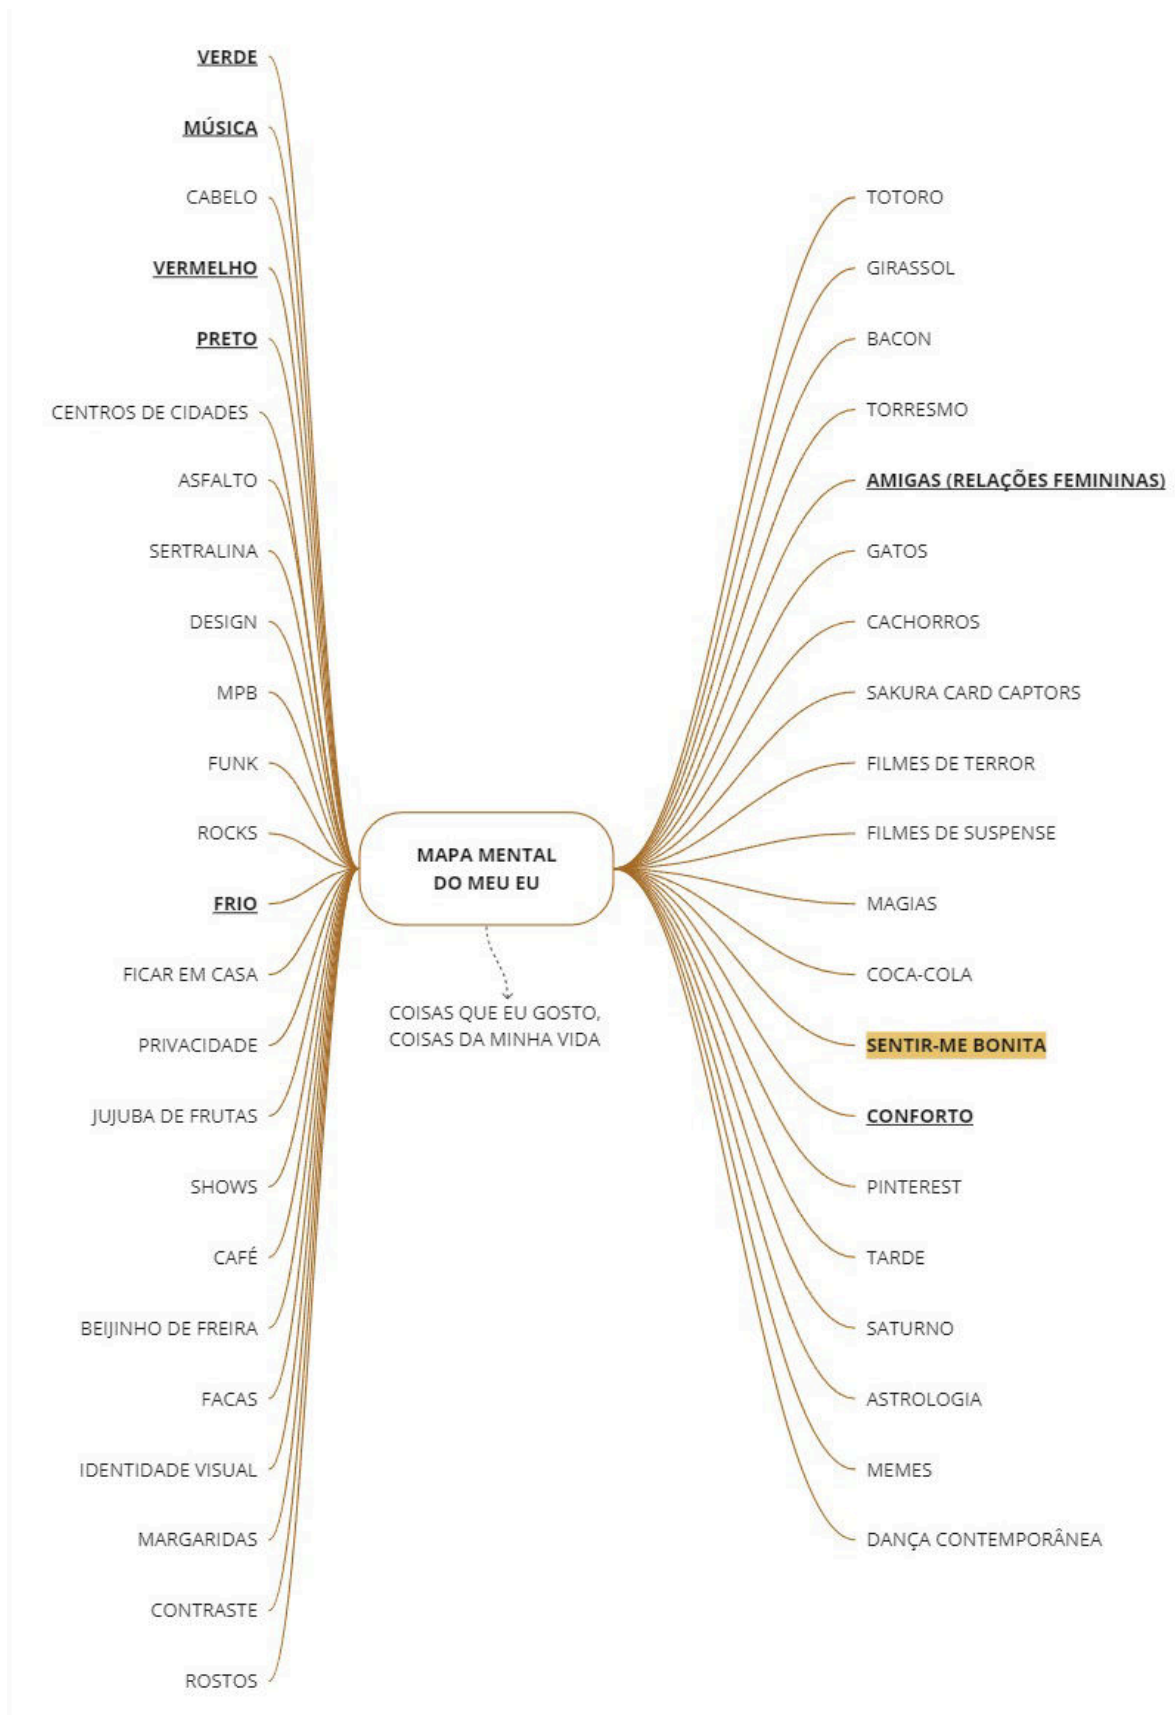 VERDE
MÚSICA
CABELO
VERMELHO
PRETO
CENTROS DE CIDADES
ASFALTO
SERTRALINA
DESIGN
MPB
FUNK
ROCKS
FRIO
FICAR EM CASA
PRIVACIDADE
JUJUBA DE FRUTAS
SHOWS
CAFÉ
BEIJINHO DE FREIRA
FACAS
IDENTIDADE VISUAL
MARGARIDAS
CONTRASTE
ROSTOS
MAPA MENTAL
DO MEU EU
COISAS QUE EU GOSTO,
COISAS DA MINHA VIDA
TOTORO
GIRASSOL
BACON
TORRESMO
AMIGAS (RELAÇÕES FEMININAS)
GATOS
CACHORROS
SAKURA CARD CAPTORS
FILMES DE TERROR
FILMES DE SUSPENSE
MAGIAS
COCA-COLA
SENTIR-ME BONITA
CONFORTO
PINTEREST
TARDE
SATURNO
ASTROLOGIA
MEMES
DANÇA CONTEMPORÂNEA